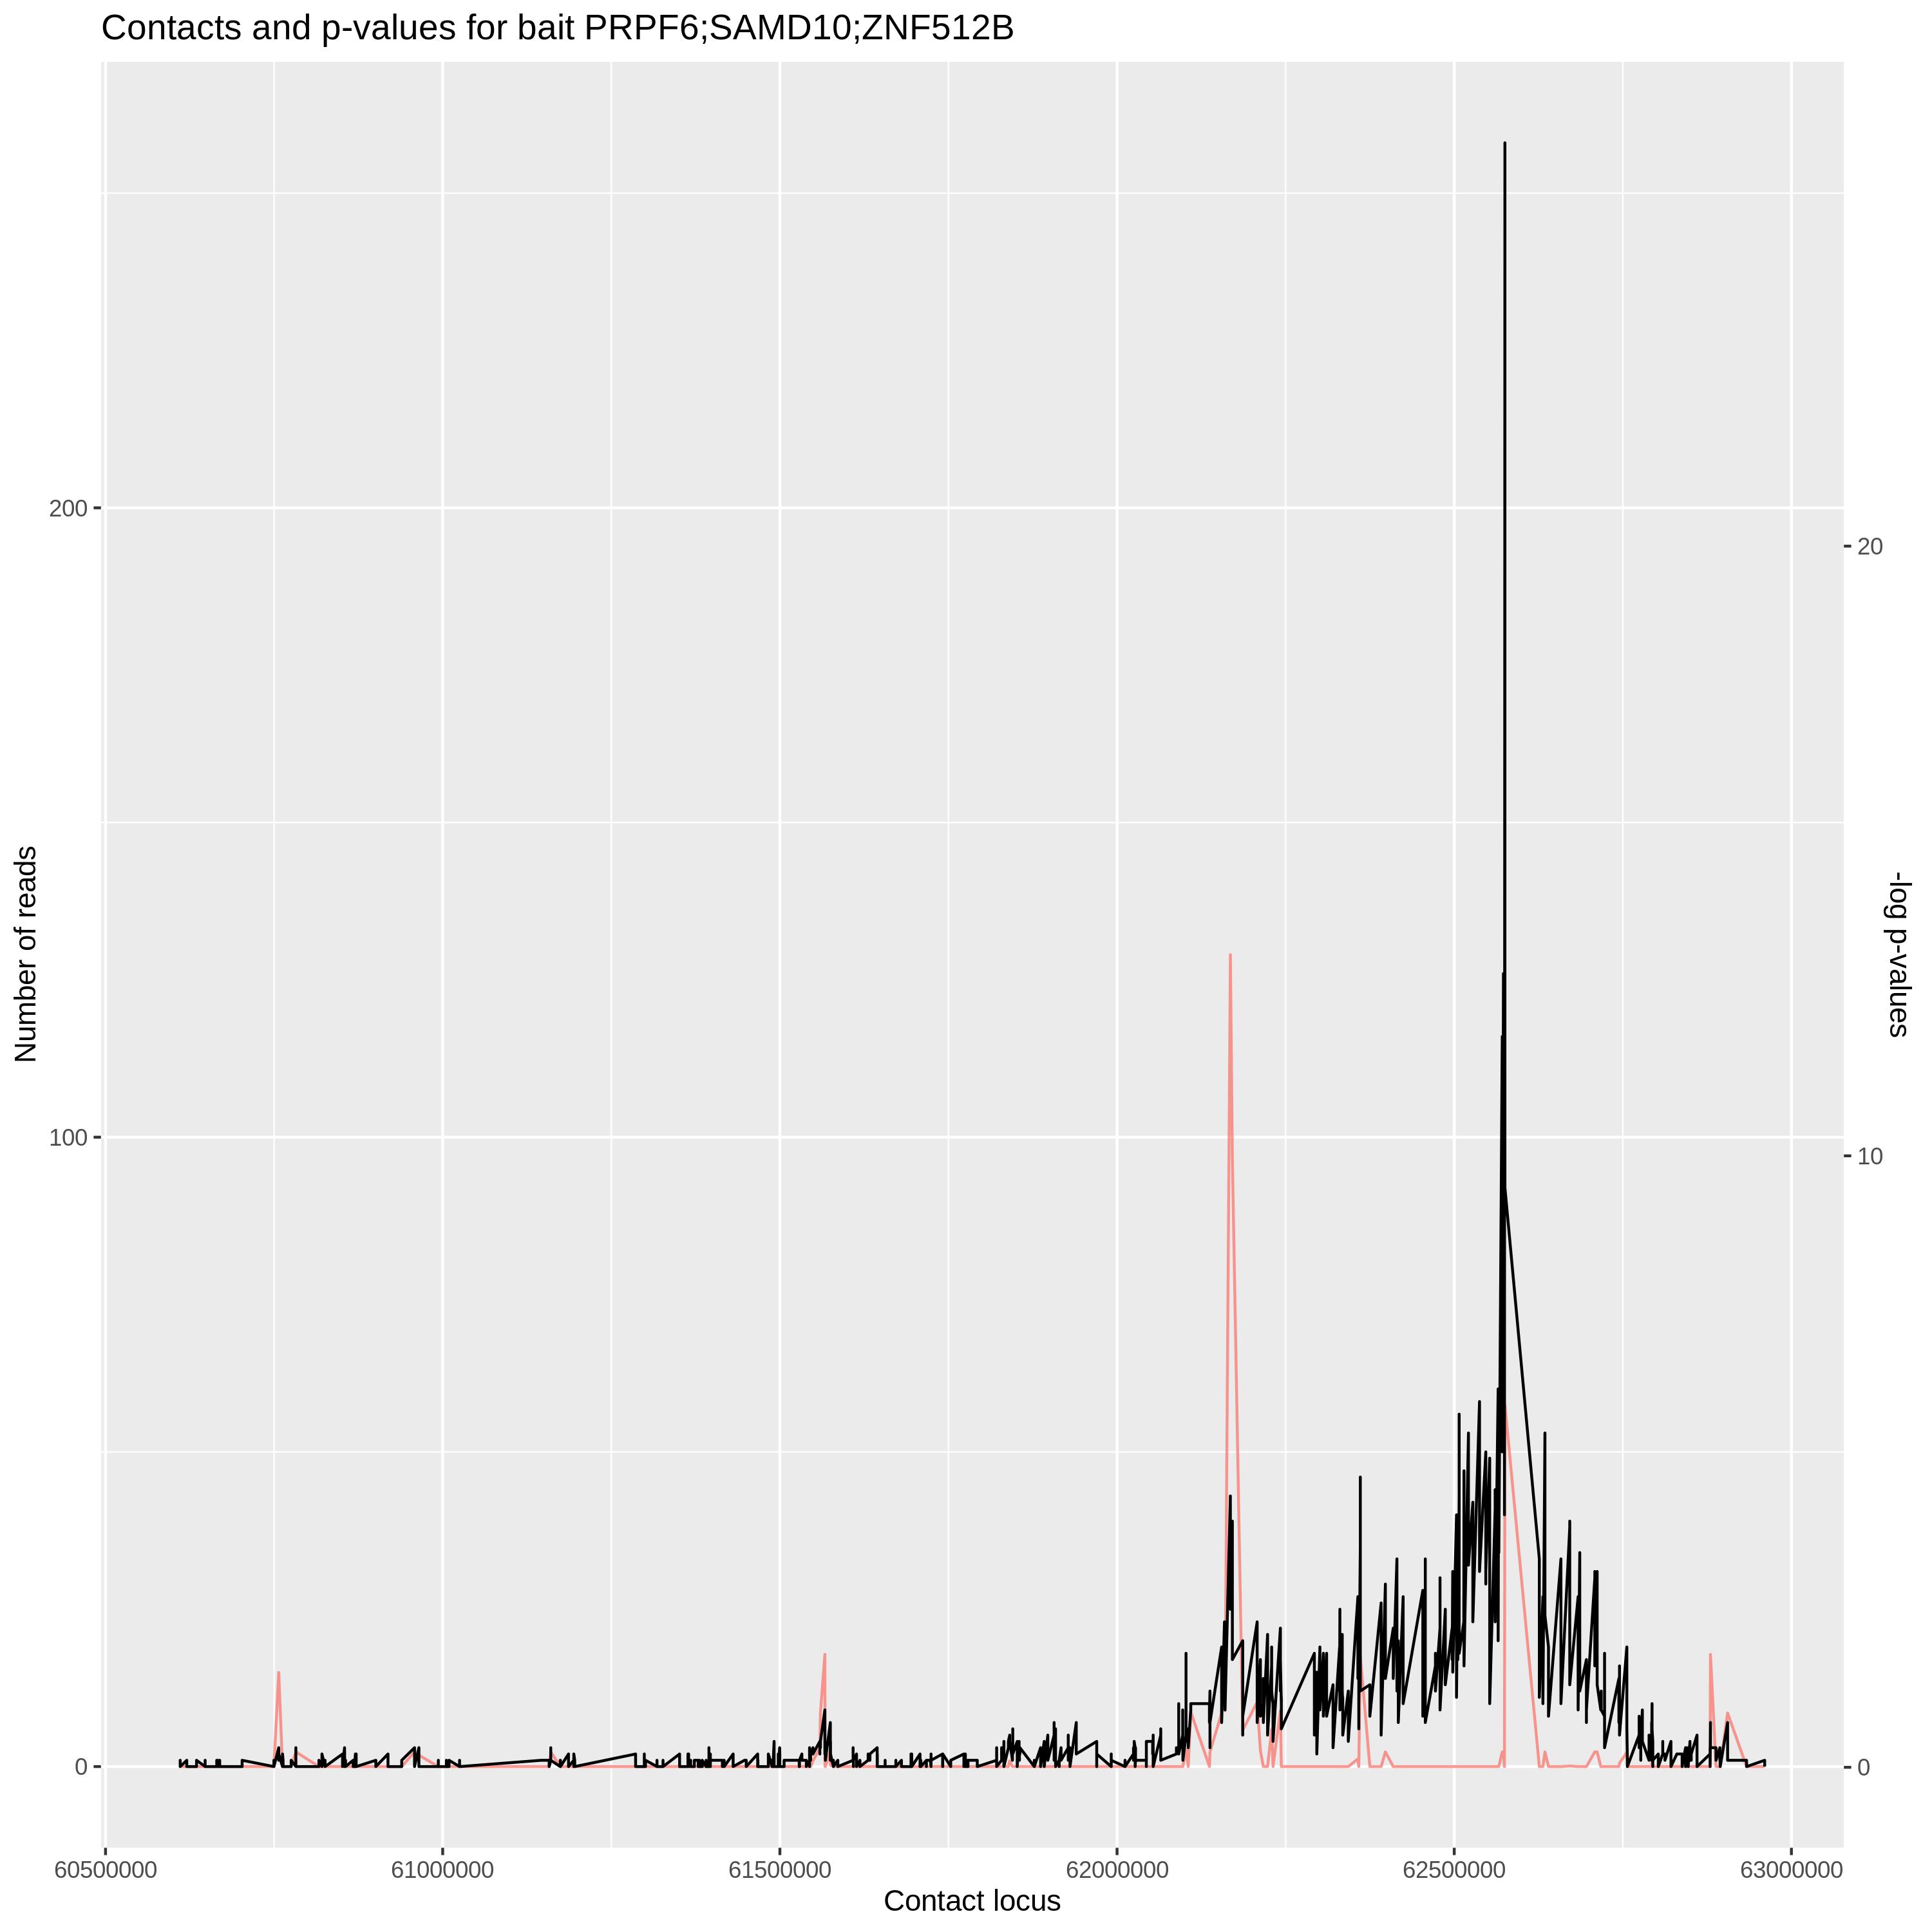 Contacts and p-values for bait PRPF6;SAMD10;ZNF512B
Number of reads
200
100
0
20
10
0
-log p-values
60500000 61000000 61500000 62000000 62500000 63000000
Contact locus